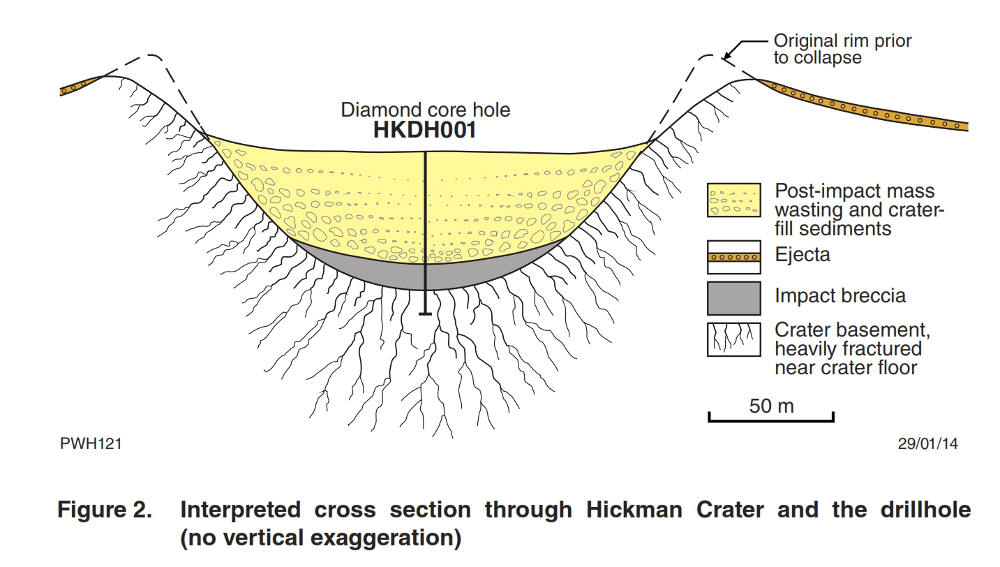 Original rim prior
to collapse
Diamond core hole
HKDH001
Post-impact mass
wasting and crater-
fill sediments
Ejecta
Impact breccia
Crater basement,
heavily fractured
near crater floor
50 m
PWH121
29/01/14
Figure 2. Interpreted cross section through Hickman Crater and the drillhole
(no vertical exaggeration)